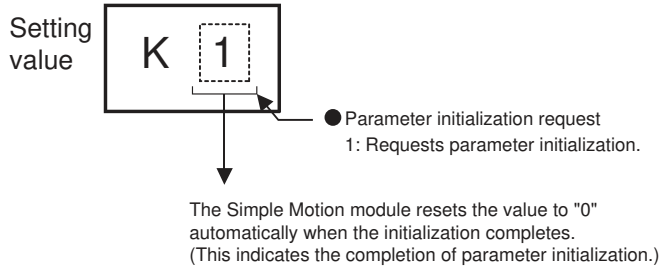 Setting
value
K 1
● Parameter initialization request
1: Requests parameter initialization.
The Simple Motion module resets the value to "0"
automatically when the initialization completes.
(This indicates the completion of parameter initialization.)